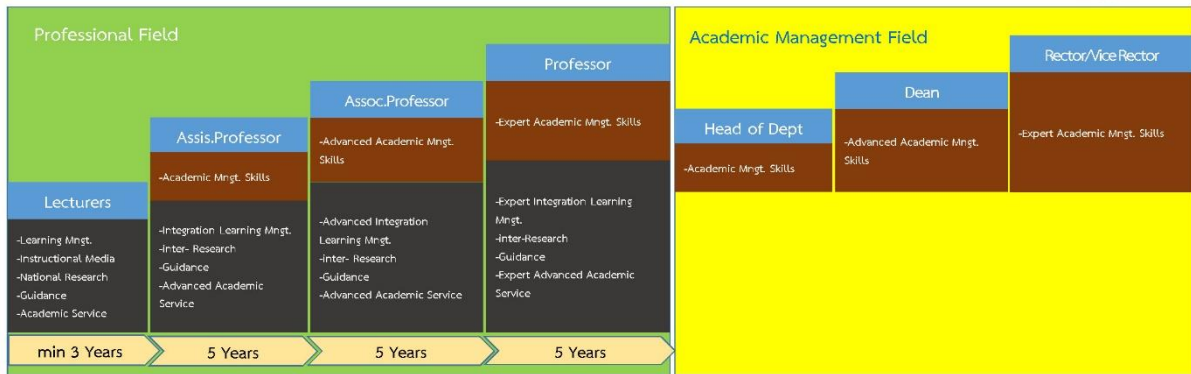 Professional Field
Lecturers
-Learning Mngt.
-Instructional Media
-National Research
-Guidance
-Academic Service
min 3 Years
Assis.Professor
-Academic Mngt. Skills
-Integration Learning Mngt.
-Inter- Research
-Guidance
-Advanced Academic
Service
5 Years
Assoc.Professor
-Advanced Academic Mngt.
Skills
-Advanced Integration
Learning Mngt.
-Inter- Research
-Guidance
-Advanced Academic Service
5 Years
Professor
-Expert Academic Mngt. Skills
-Expert Integration Learning
Mngt.
-Inter-Research
-Guidance
-Expert Advanced Academic
Service
5 Years
Academic Management Field
Head of Dept
-Academic Mngt. Skills
Dean
-Advanced Academic Mngt.
Skills
Rector/Vice Rector
-Expert Academic Mngt. Skills